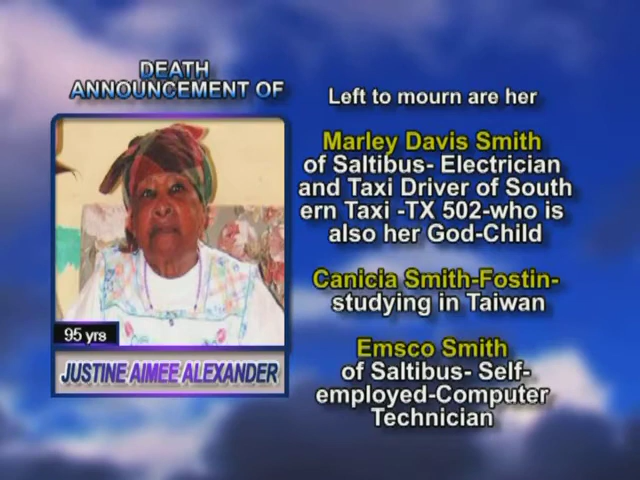 DEATH
ANNOUNCEMENT OF
95 yrs
JUSTINE AIMEE ALEXANDER
Left to mourn are her
Marley Davis Smith
of Saltibus- Electrician
and Taxi Driver of South
ern Taxi -TX 502-who is
also her God-Child
Canicia Smith-Fostin-
studying in Taiwan
Emsco Smith
of Saltibus- Self-
employed-Computer
Technician